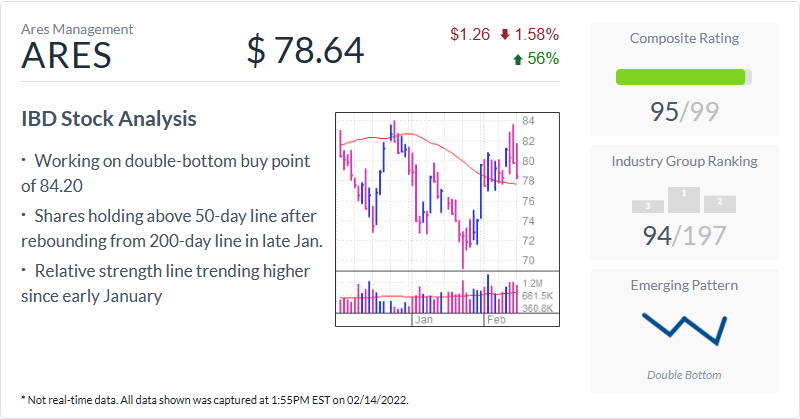 Ares Management
ARES
$ 78.64
$1.26 1.58%
56%
IBD Stock Analysis
• Working on double-bottom buy point
of 84.20
• Shares holding above 50-day line after
rebounding from 200-day line in late Jan.
• Relative strength line trending higher
since early January
84
82
80
78
76
74
72
70
1.2M
661.5K
360.8K
Jan
Feb
Composite Rating
95/99
Industry Group Ranking
3
1
2
94/197
Emerging Pattern
Double Bottom
* Not real-time data. All data shown was captured at 1:55PM EST on 02/14/2022.